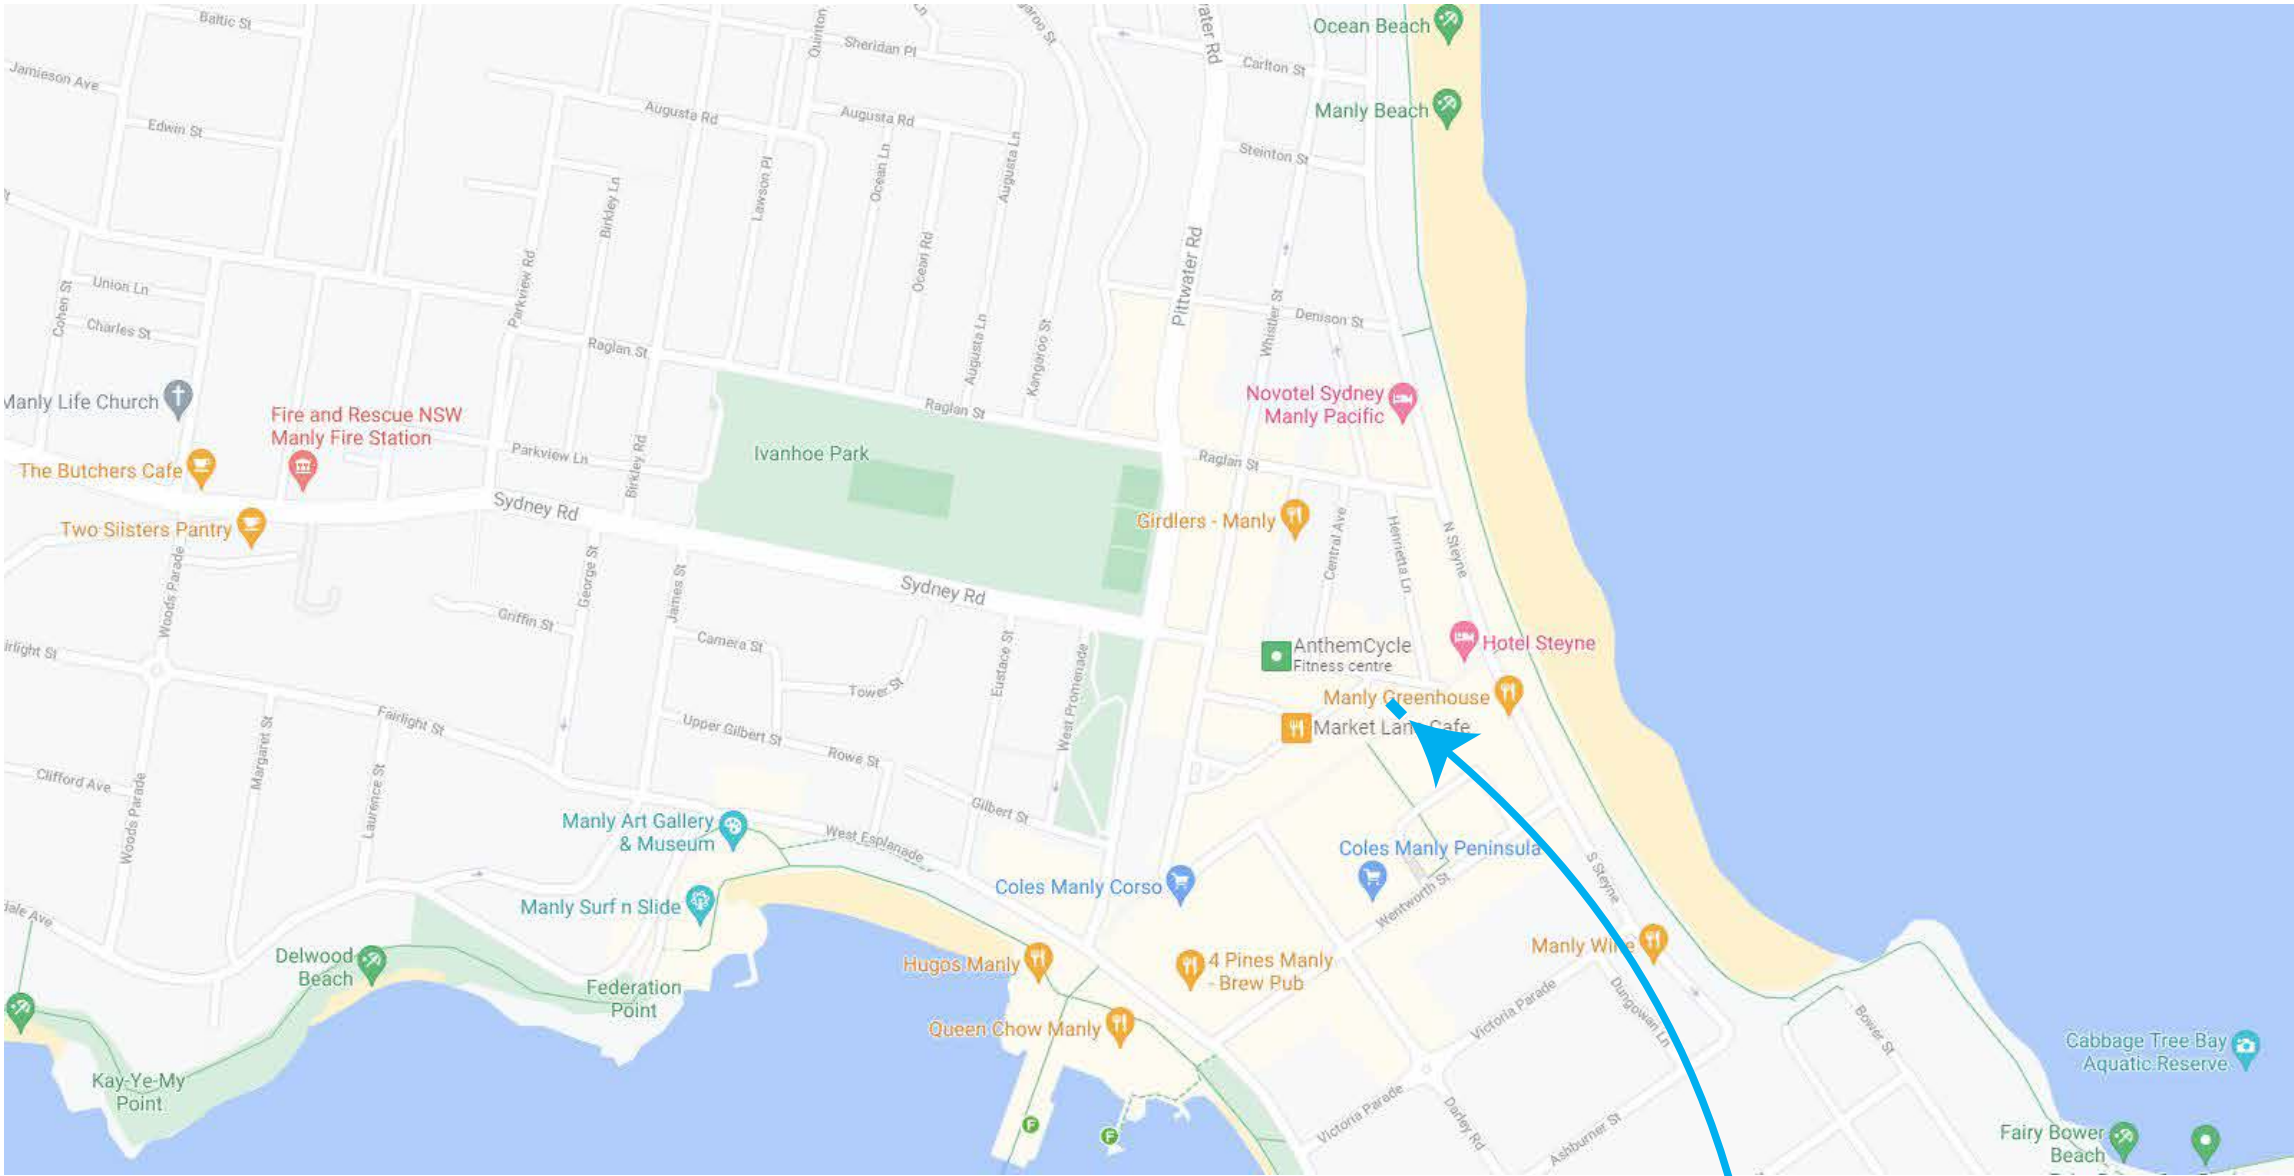 Baltic St
Ln
Ocean Beach
Sheridan Pl
Carlton St
Jamieson Ave
Manly Beach
Augusta Rd
Augusta Rd
Edwin St
Steinton St
Augusta Ln
Ocean Ln
Lawson Pl
Birkley Ln
Parkview Rd
Ocean Rd
Pittwater Rd
Union Ln
Cohen St
Whistler St
Denison St
Charles St
Raglan St
Augusta Ln
Kangaroo St
Manly Life Church
Novotel Sydney
Manly Pacific
Fire and Rescue NSW
Manly Fire Station
Raglan St
Parkview Ln
Birkley Rd
Ivanhoe Park
Raglan St
The Butchers Cafe
Sydney Rd
Girdlers - Manly
Two SIisters Pantry
Central Ave
Henrietta Ln
N Steyne
Woods Parade
George St
James St
Sydney Rd
Griffin St
Camera St
Eustace St
West Promenade
AnthemCycle
Fitness centre
Hotel Steyne
Tower St
Manly Greenhouse
Fairlight St
Margaret St
Upper Gilbert St
Market Lane Cafe
Rowe St
Clifford Ave
Woods Parade
Laurence St
Gilbert St
Manly Art Gallery
& Museum
West Esplanade
Coles Manly Peninsula
S Steyne
Coles Manly Corso
Wentworth St
Manly Surf n Slide
Manly Wine
Delwood
Beach
Hugos Manly
4 Pines Manly
- Brew Pub
Federation
Point
Victoria Parade
Dungowan Ln
Bower St
Queen Chow Manly
Cabbage Tree Bay
Aquatic Reserve
Kay-Ye-My
Point
F
F
Victoria Parade
Darley Rd
Ashburner St
Fairy Bower
Beach